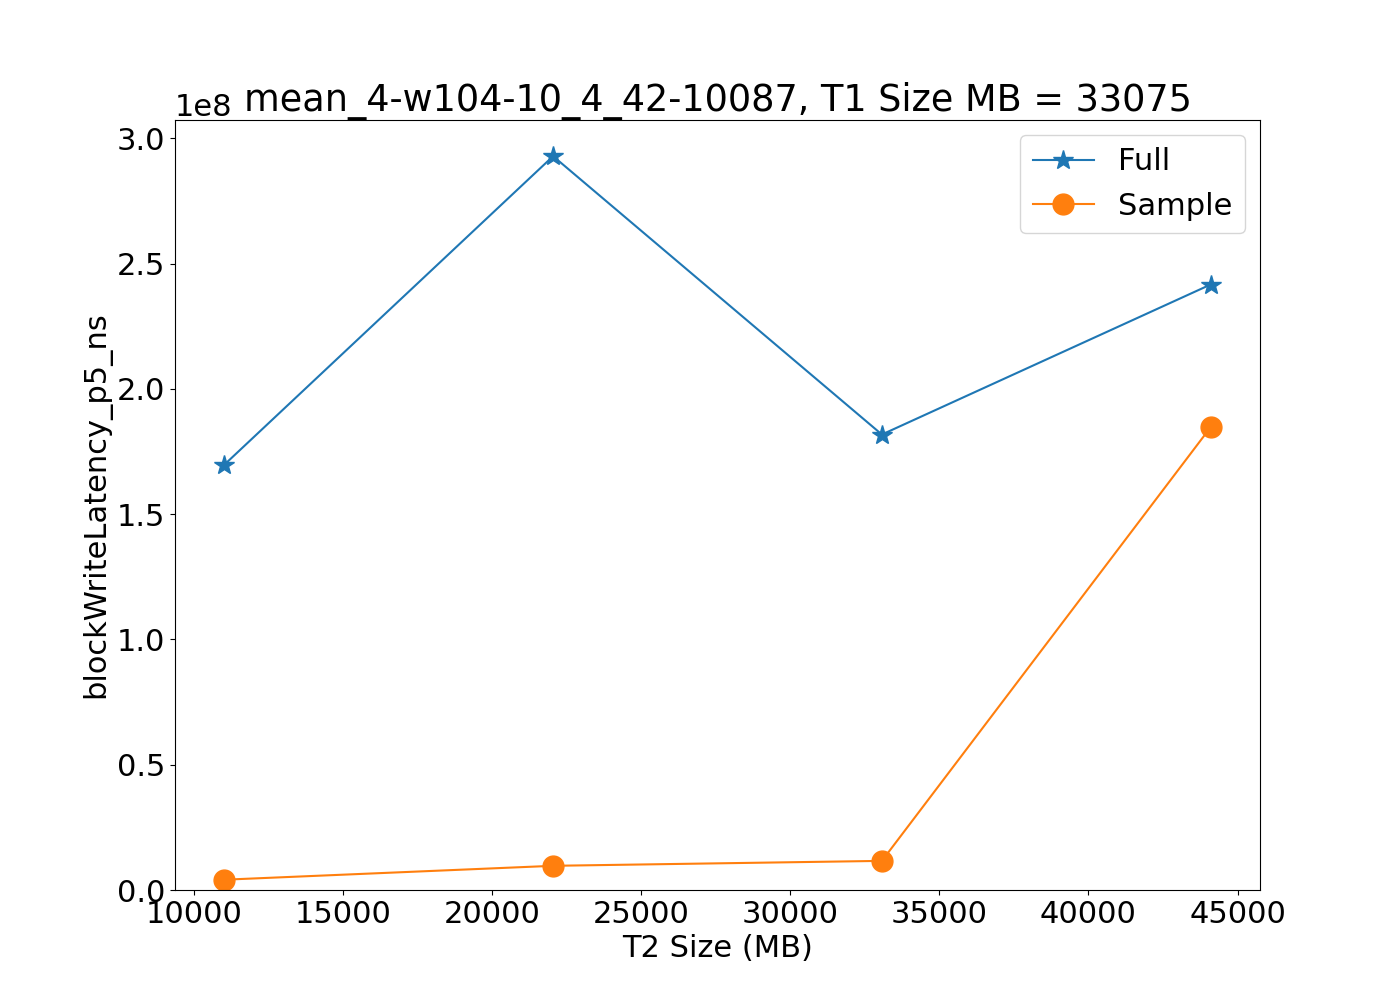 1e8
mean_4-w104-10_4_42-10087, T1 Size MB = 33075
Full
Sample
3.0
2.5
2.0
1.5
1.0
0.5
0.0
blockWriteLatency_p5_ns
10000 15000 20000 25000 30000 35000 40000 45000
T2 Size (MB)